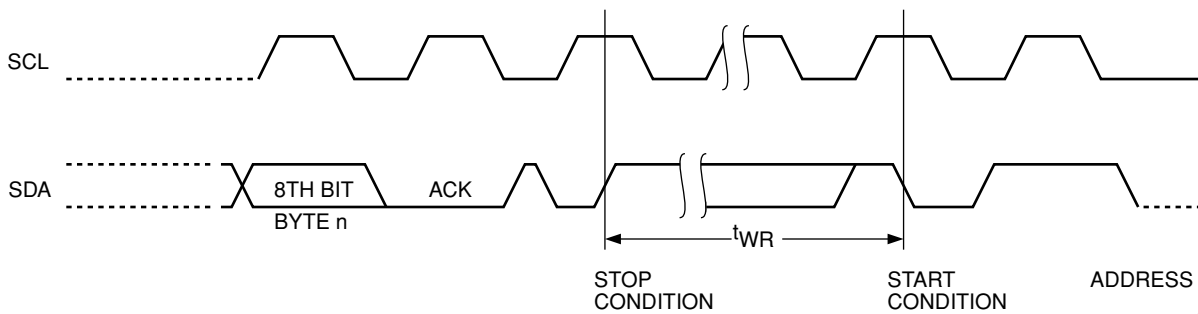 SCL
SDA
8TH BIT
ACK
BYTE n
tWR
STOP
CONDITION
START
CONDITION
ADDRESS